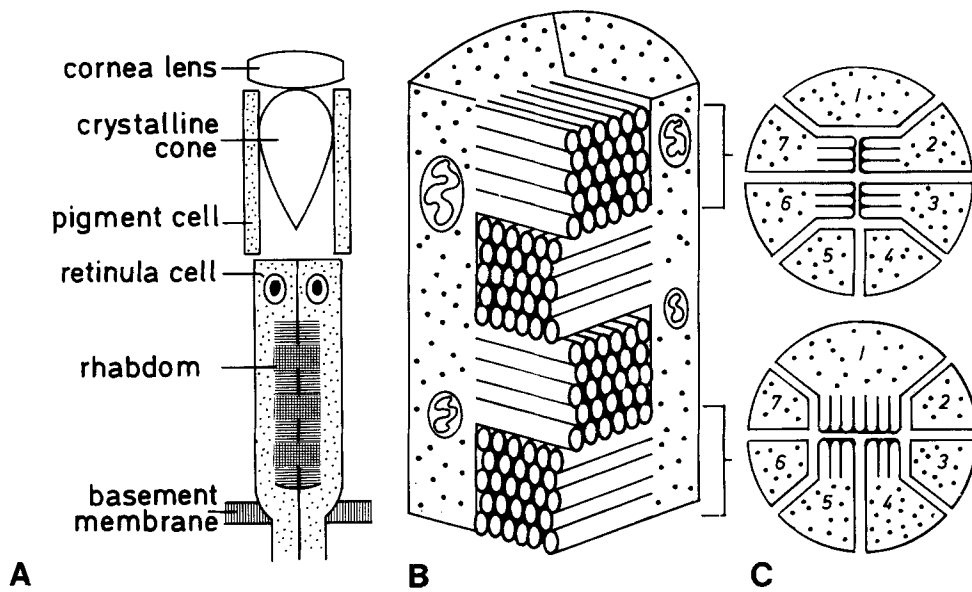 cornea lens
crystalline
cone
pigment cell
retinula cell
rhabdom
basement
membrane
A
B
1
7
2
6
3
5
4
1
7
2
6
3
5
4
C